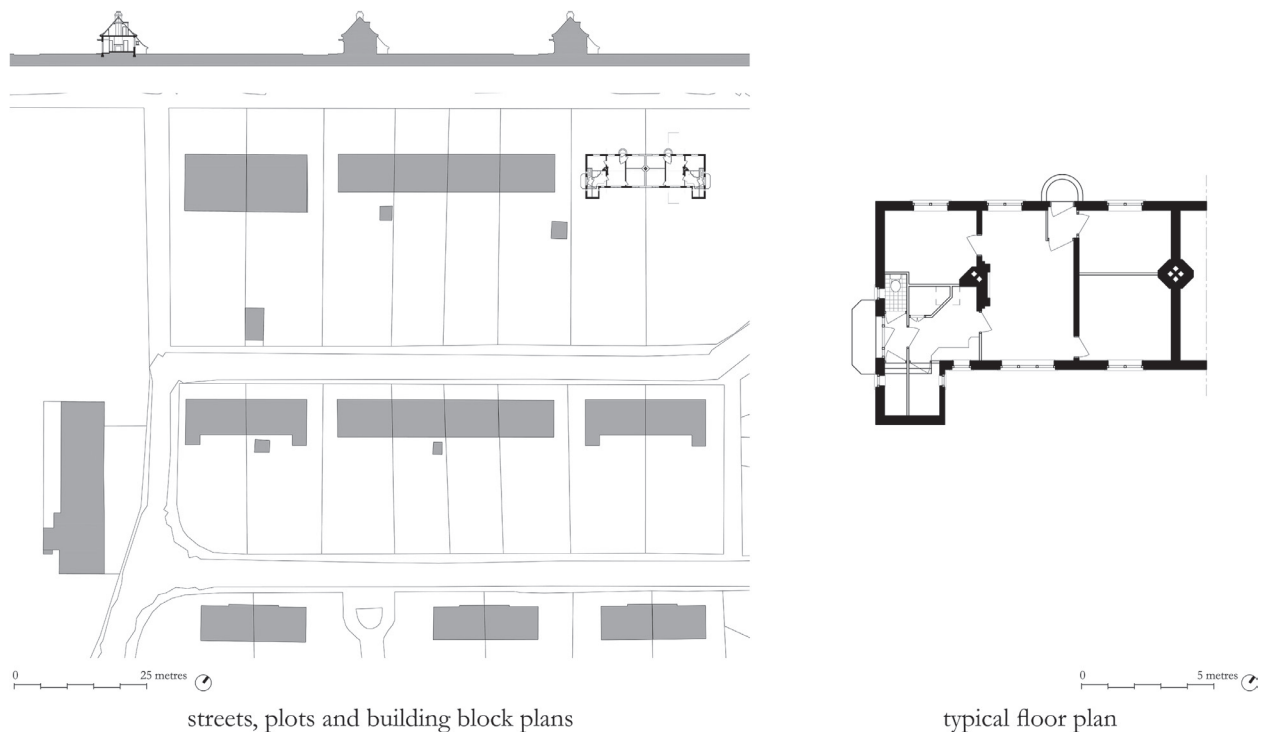 0 25 metres
streets, plots and building block plans
0 5 metres
typical floor plan